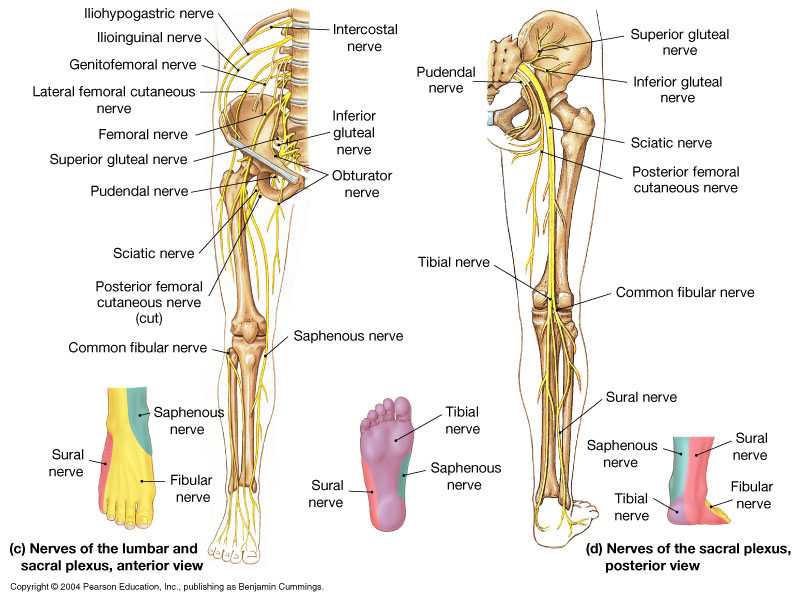 Iliohypogastric nerve
Ilioinguinal nerve
Genitofemoral nerve
Lateral femoral cutaneous
nerve
Femoral nerve
Superior gluteal nerve
Pudendal nerve
Sciatic nerve
Posterior femoral
cutaneous nerve
(cut)
Common fibular nerve
Intercostal
nerve
Inferior
gluteal
nerve
Obturator
nerve
Saphenous nerve
Saphenous
nerve
Sural
nerve
Fibular
nerve
(c) Nerves of the lumbar and
sacral plexus, anterior view
Tibial
nerve
Saphenous
nerve
Sural
nerve
Superior gluteal
nerve
Pudendal
nerve
Inferior gluteal
nerve
Sciatic nerve
Posterior femoral
cutaneous nerve
Tibial nerve
Common fibular nerve
Sural nerve
Saphenous
nerve
Sural
nerve
Tibial
nerve
Fibular
nerve
(d) Nerves of the sacral plexus,
posterior view
Copyright © 2004 Pearson Education, Inc., publishing as Benjamin Cummings.